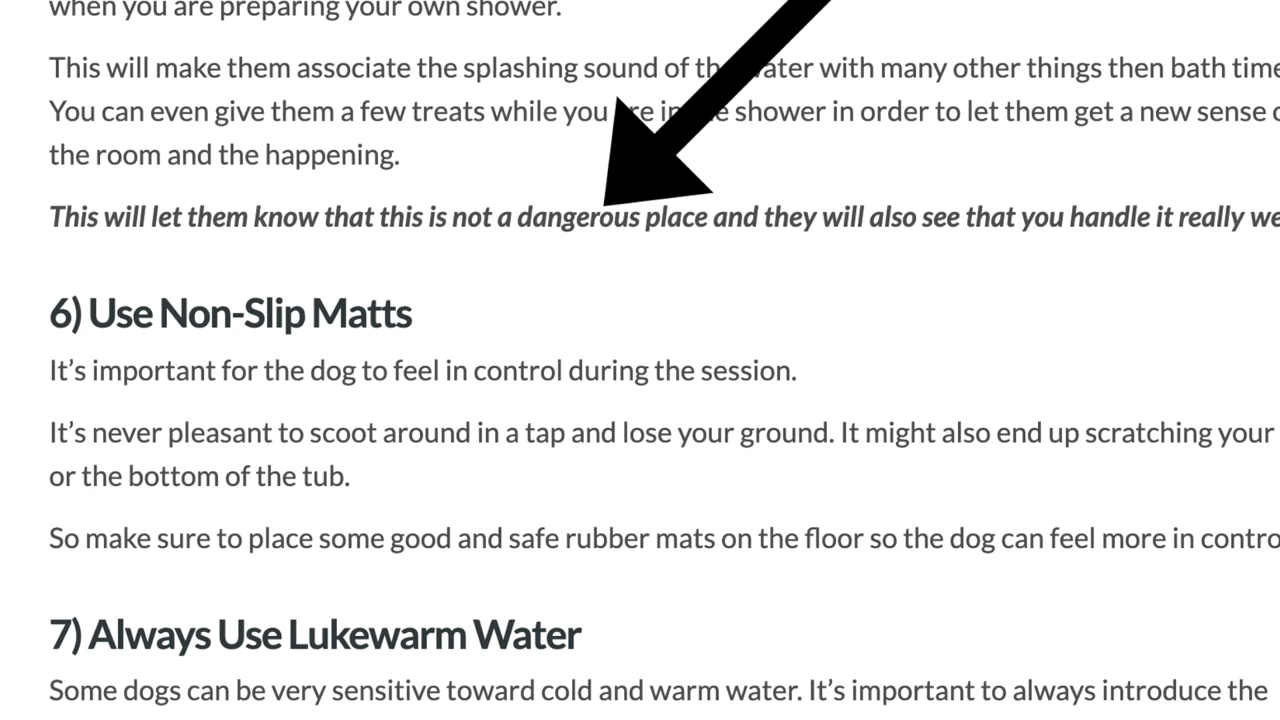 when you are preparing your own shower.
This will make them associate the splashing sound of the water with many other things then bath time
You can even give them a few treats while you are in the shower in order to let them get a new sense
the room and the happening.
This will let them know that this is not a dangerous place and they will also see that you handle it really
6) Use Non-Slip Matts
It’s important for the dog to feel in control during the session.
It’s never pleasant to scoot around in a tap and lose your ground. It might also end up scratching your
or the bottom of the tub.
So make sure to place some good and safe rubber mats on the floor so the dog can feel more in contro
7) Always Use Lukewarm Water
Some dogs can be very sensitive toward cold and warm water. It’s important to always introduce the